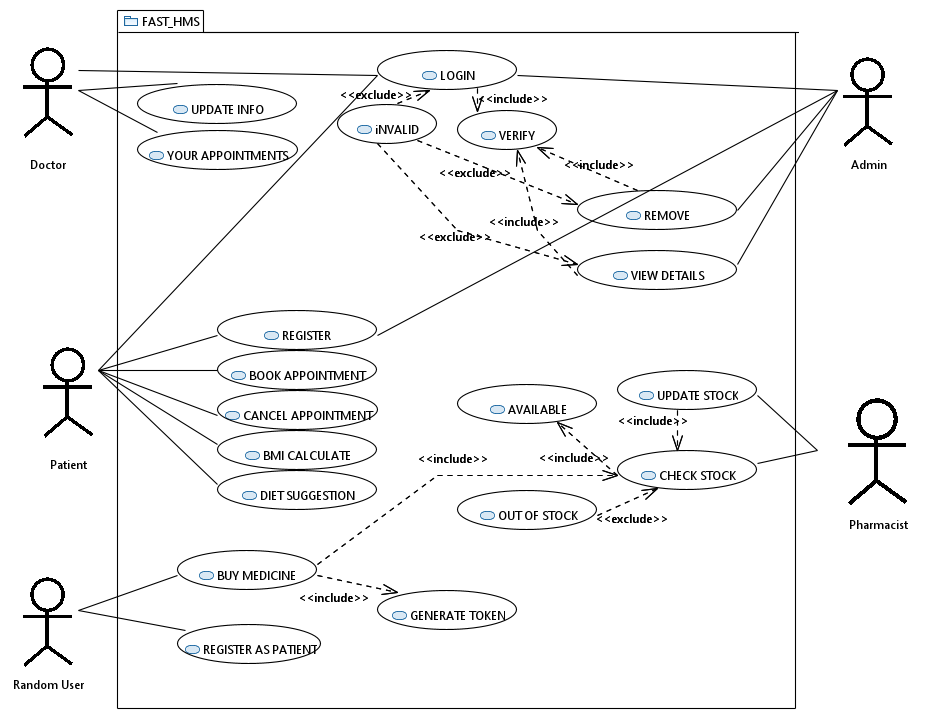 FAST_HMS
LOGIN
<<exclude>>
<<include>>
UPDATE INFO
iNVALID
VERIFY
YOUR APPOINTMENTS
Doctor
Admin
<<include>>
<<exclude>>
REMOVE
<<include>>
<<exclude>>
VIEW DETAILS
REGISTER
BOOK APPOINTMENT
UPDATE STOCK
CANCEL APPOINTMENT
AVAILABLE
<<include>>
BMI CALCULATE
<<include>>
<<include>>
Patient
CHECK STOCK
DIET SUGGESTION
OUT OF STOCK
<<exclude>>
Pharmacist
BUY MEDICINE
<<include>>
GENERATE TOKEN
REGISTER AS PATIENT
Random User